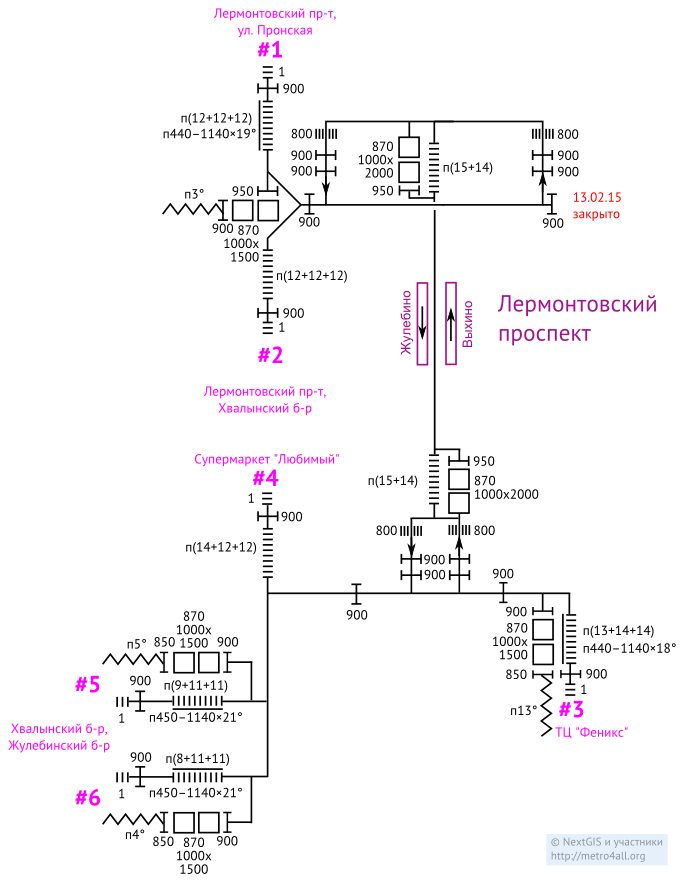 Лермонтовский пр-т,
ул. Пронская
#1
1
900
п(12+12+12)
п440–1140×19°
800
900
900
870
1000x
2000
950
п(15+14)
800
900
900
п3°
950
900
870
1000x
1500
900
900
13.02.15
закрыто
п(12+12+12)
900
1
#2
Жулебино
Выхино
Лермонтовский
проспект
Лермонтовский пр-т,
Хвалынский б-р
Супермаркет "Любимый"
#4
1
900
п(14+12+12)
п(15+14)
950
870
1000x2000
800
800
900
900
900
900
900
870
1000x
1500
850
п(13+14+14)
п440–1140×18°
900
1
п13°
#3
ТЦ "Феникс"
870
1000x
1500
п5°
850
900
#5
900
п(9+11+11)
1
п450–1140×21°
Хвалынский б-р,
Жулебинский б-р
900
п(8+11+11)
1
п450–1140×21°
#6
п4°
850
870
1000x
1500
900
© NextGIS и участники
http://metro4all.org